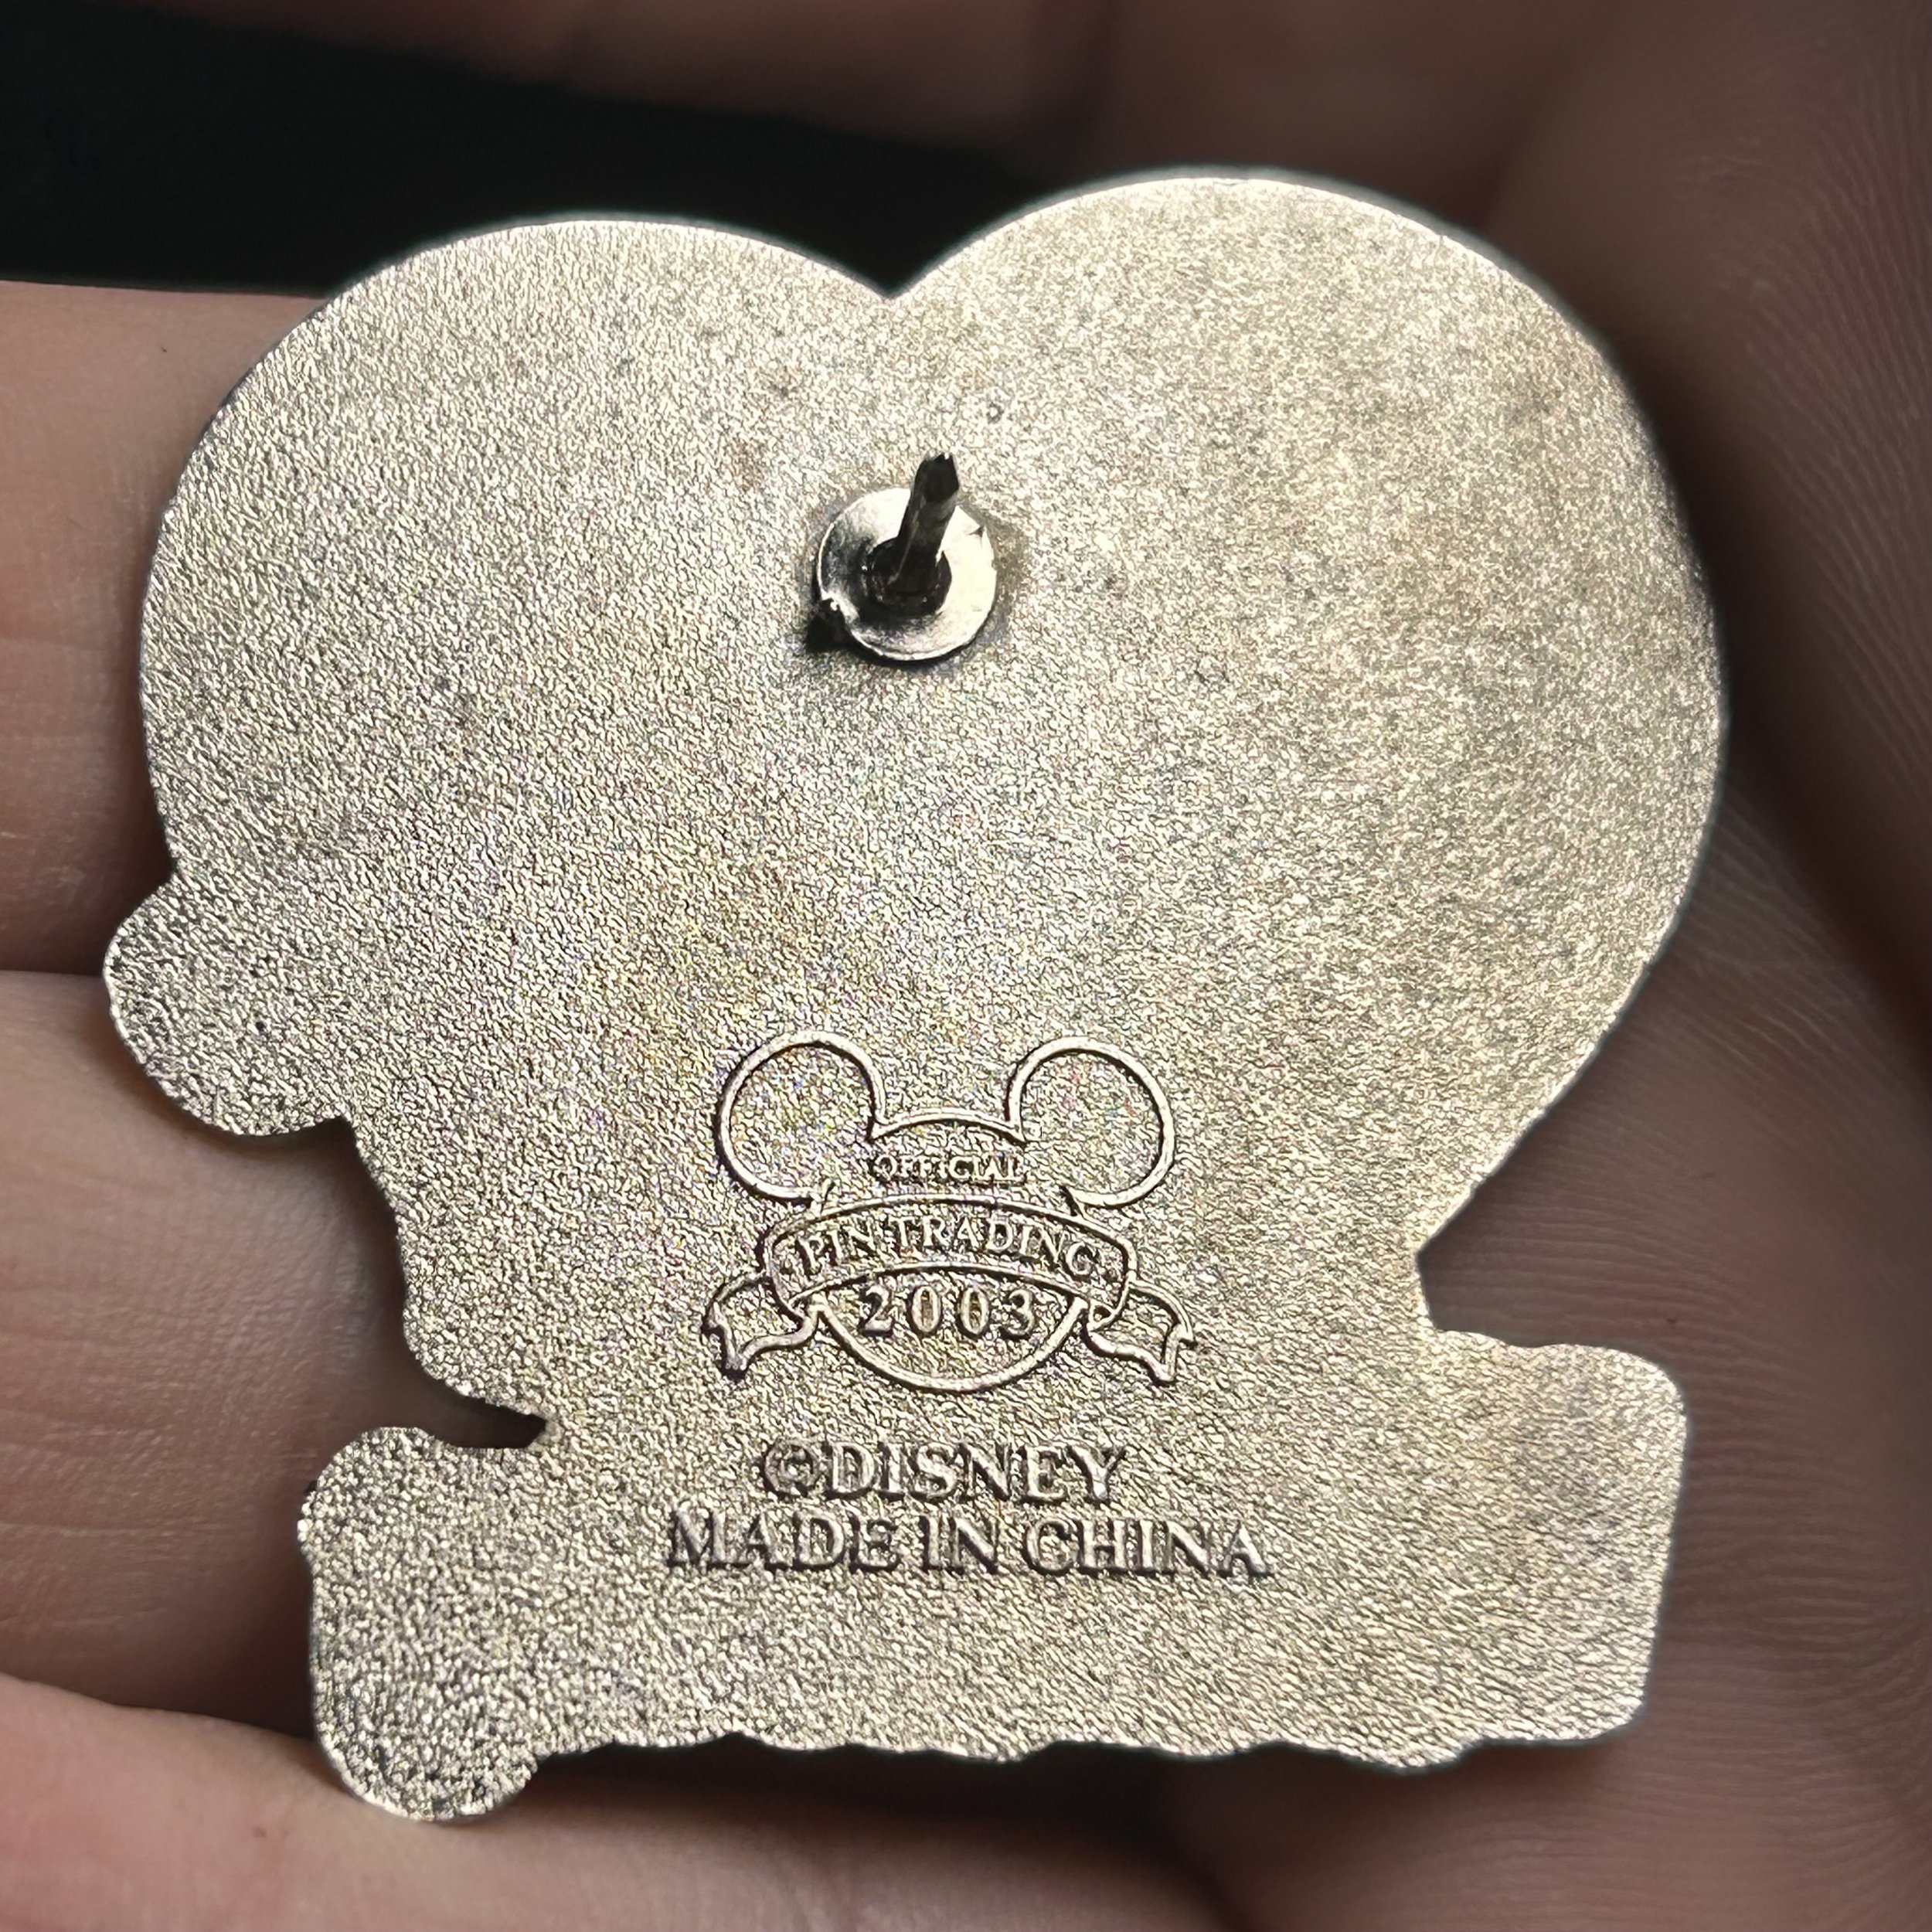 OFFICIAL
PIN TRADING
2003
©DISNEY
MADE IN CHINA